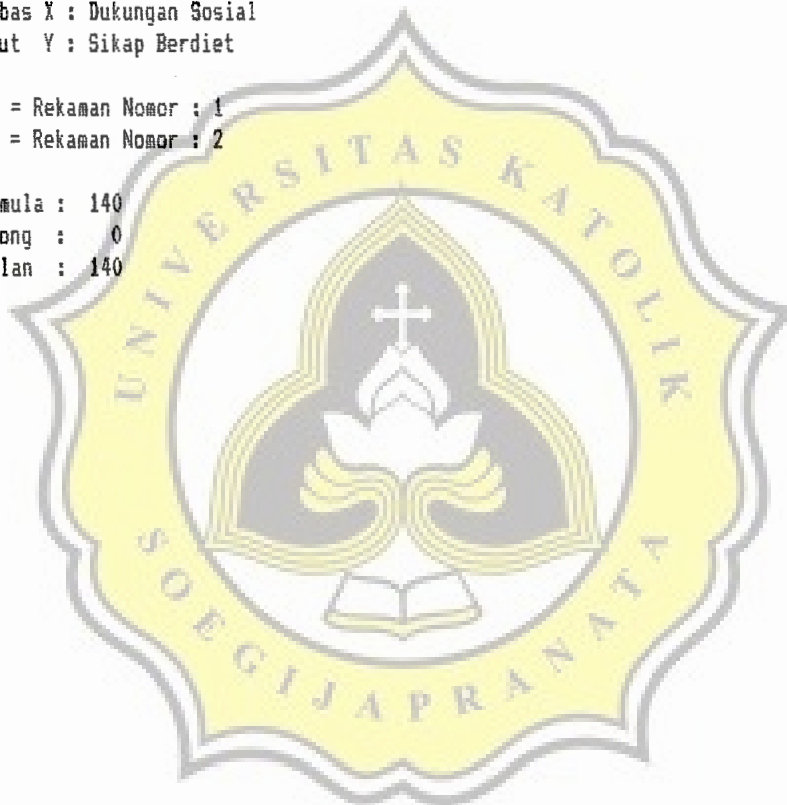 bas X : Dukungan Sosial
ut Y : Sikap Berdiet
= Rekaman Nomor : 1
= Rekaman Nomor : 2
mula : 140
ong : 0
lan : 140
UNIVERSITAS KATOLIK
SOEGIJAPRANATA